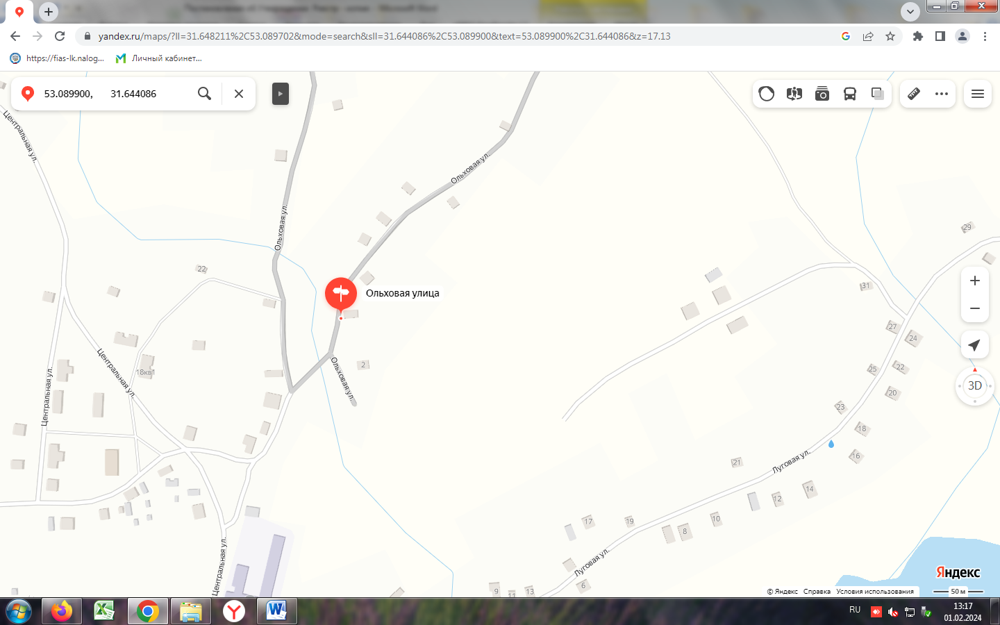 yandex.ru/maps/?ll=31.648211%2C53.089702&mode=search&sll=31.644086%2C53.089900&text=53.089900%2C31.644086&z=17.13
https://fias-lk.nalog...
Личный кабинет...
53.089900, 31.644086
Центральная ул.
Ольховая ул.
Ольховая ул.
29
22
31
Ольховая улица
27
24
Центральная ул.
18кв1
2
Ольховая ул.
25
22
Центральная ул.
3D
20
23
18
16
21
Луговая ул.
14
12
17
19
10
8
Луговая ул.
Центральная ул.
6
9
11
13
Яндекс
© Яндекс Справка Условия использования
50 м
RU
13:17
01.02.2024